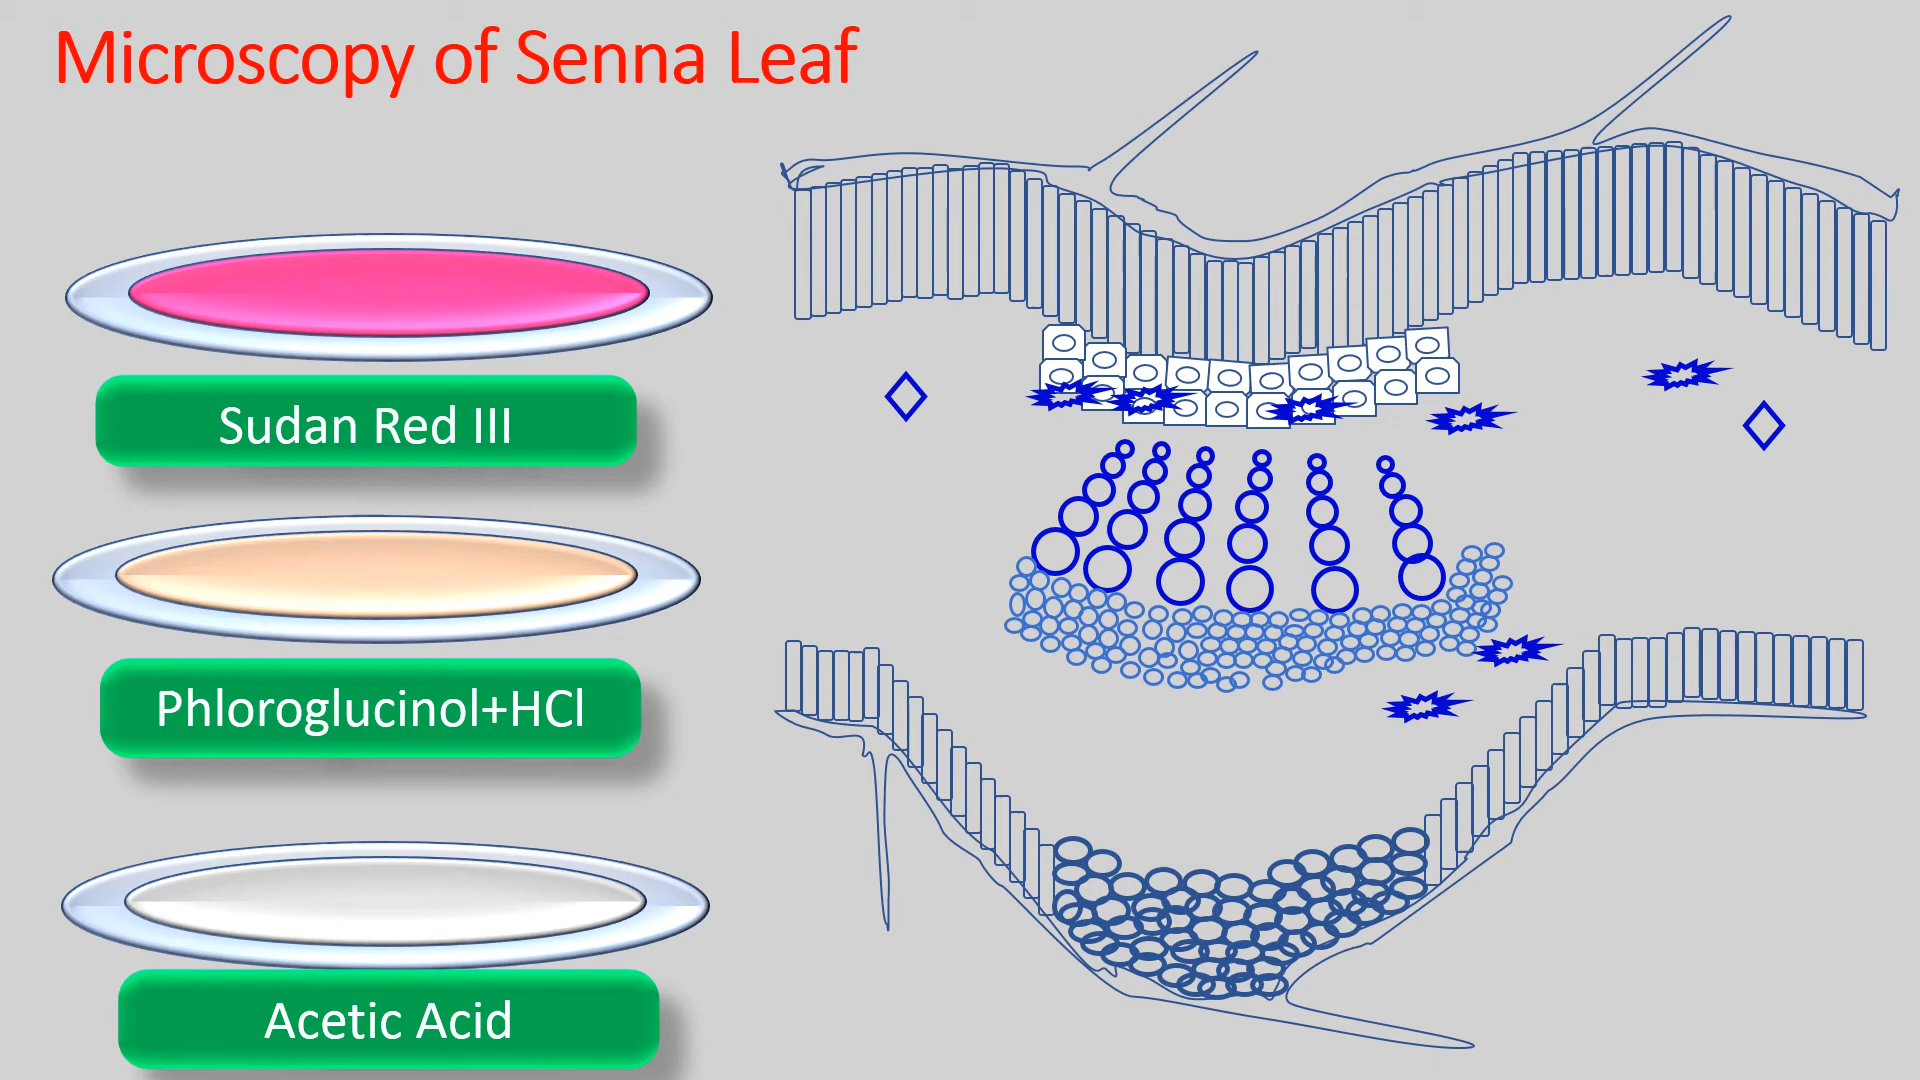 Microscopy of Senna Leaf
Sudan Red III
Phloroglucinol+HCl
Acetic Acid